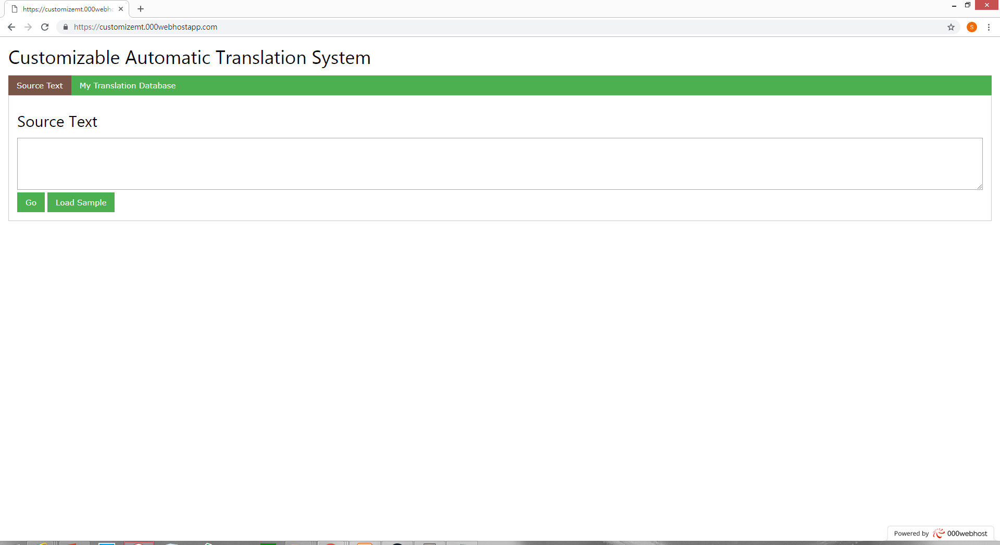 https://customizemt.000webho
https://customizemt.000webhostapp.com
S
Customizable Automatic Translation System
Source Text
My Translation Database
Source Text
Go
Load Sample
Powered by 000webhost